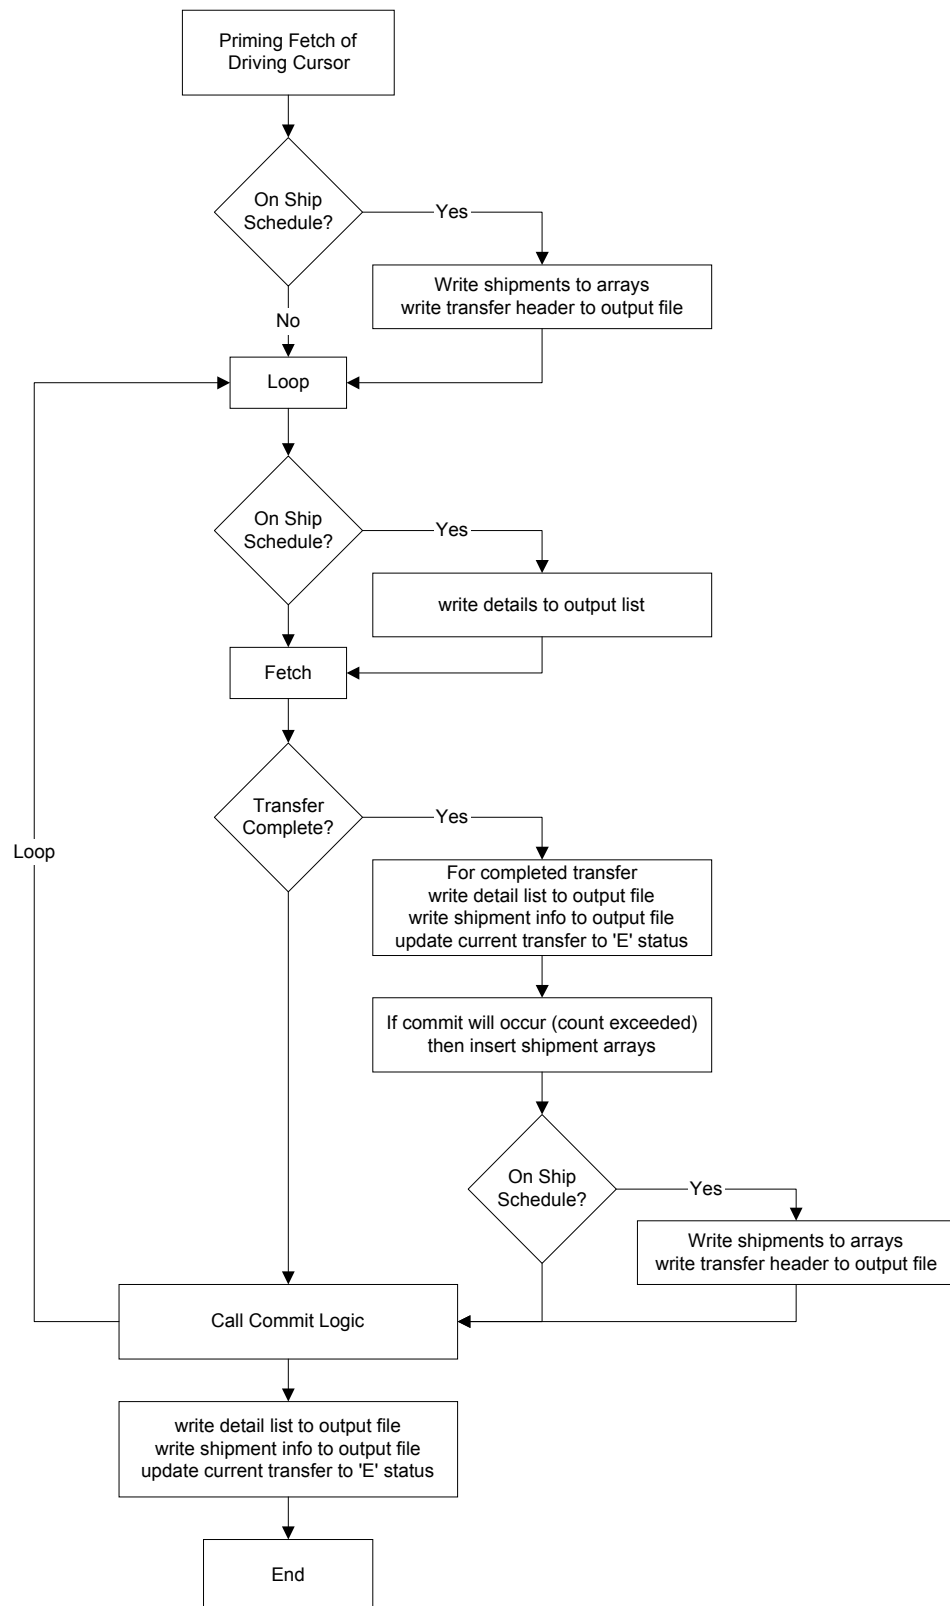 Priming Fetch of
Driving Cursor
On Ship
Schedule?
Yes
Write shipments to arrays
write transfer header to output file
No
Loop
On Ship
Schedule?
Yes
write details to output list
Fetch
Transfer
Complete?
Yes
Loop
For completed transfer
write detail list to output file
write shipment info to output file
update current transfer to 'E' status
If commit will occur (count exceeded)
then insert shipment arrays
On Ship
Schedule?
Yes
Write shipments to arrays
write transfer header to output file
Call Commit Logic
write detail list to output file
write shipment info to output file
update current transfer to 'E' status
End